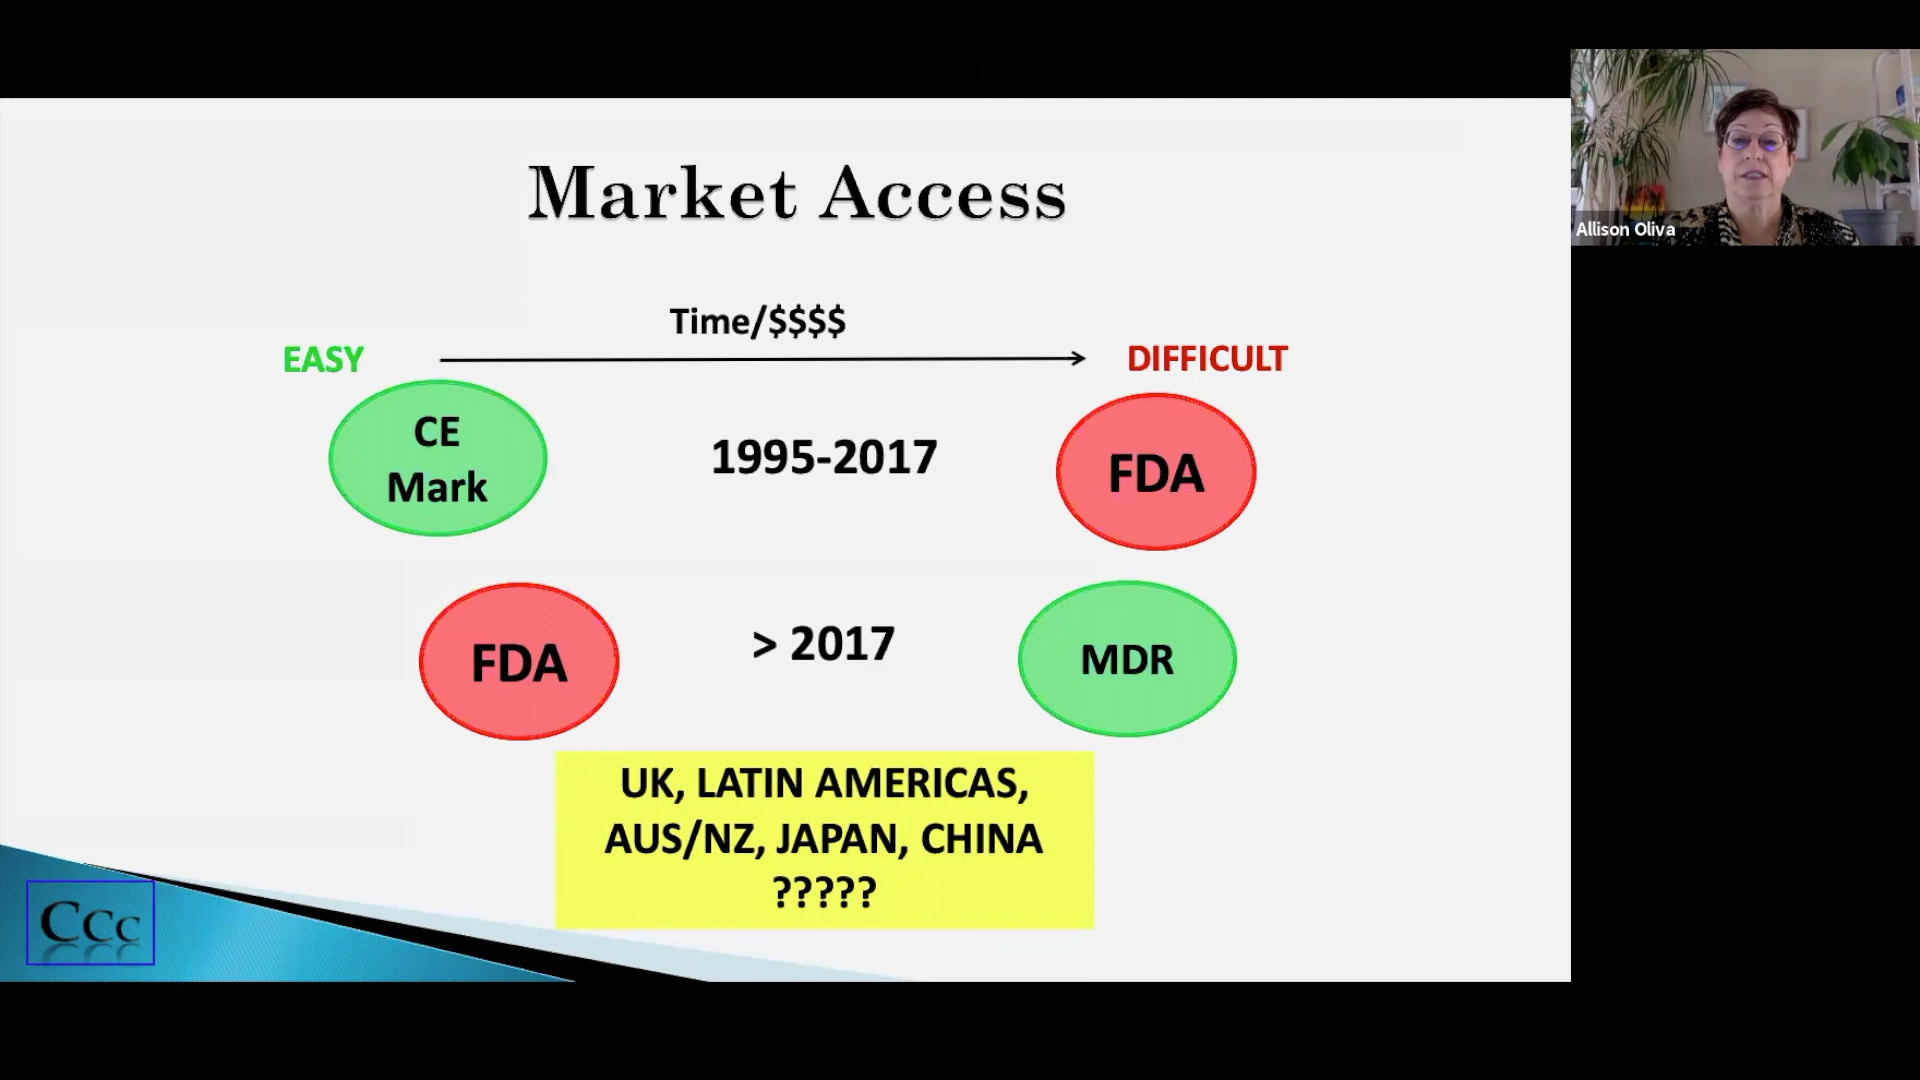 Market Access
Time/$$$$
EASY
DIFFICULT
CE
Mark
1995-2017
FDA
FDA
> 2017
MDR
UK, LATIN AMERICAS,
AUS/NZ, JAPAN, CHINA
?????
CCC
Allison Oliva